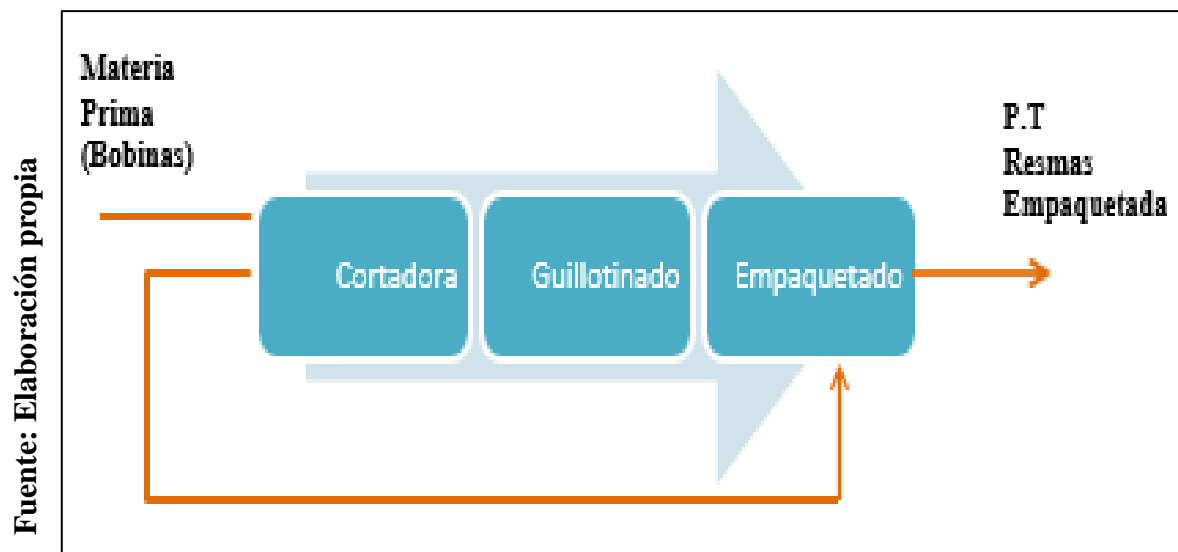 Fuente: Elaboración propia
Materia
Prima
(Bobinas)
Cortadora
Guillotinado
Empaquetado
P.T
Resmas
Empaquetada